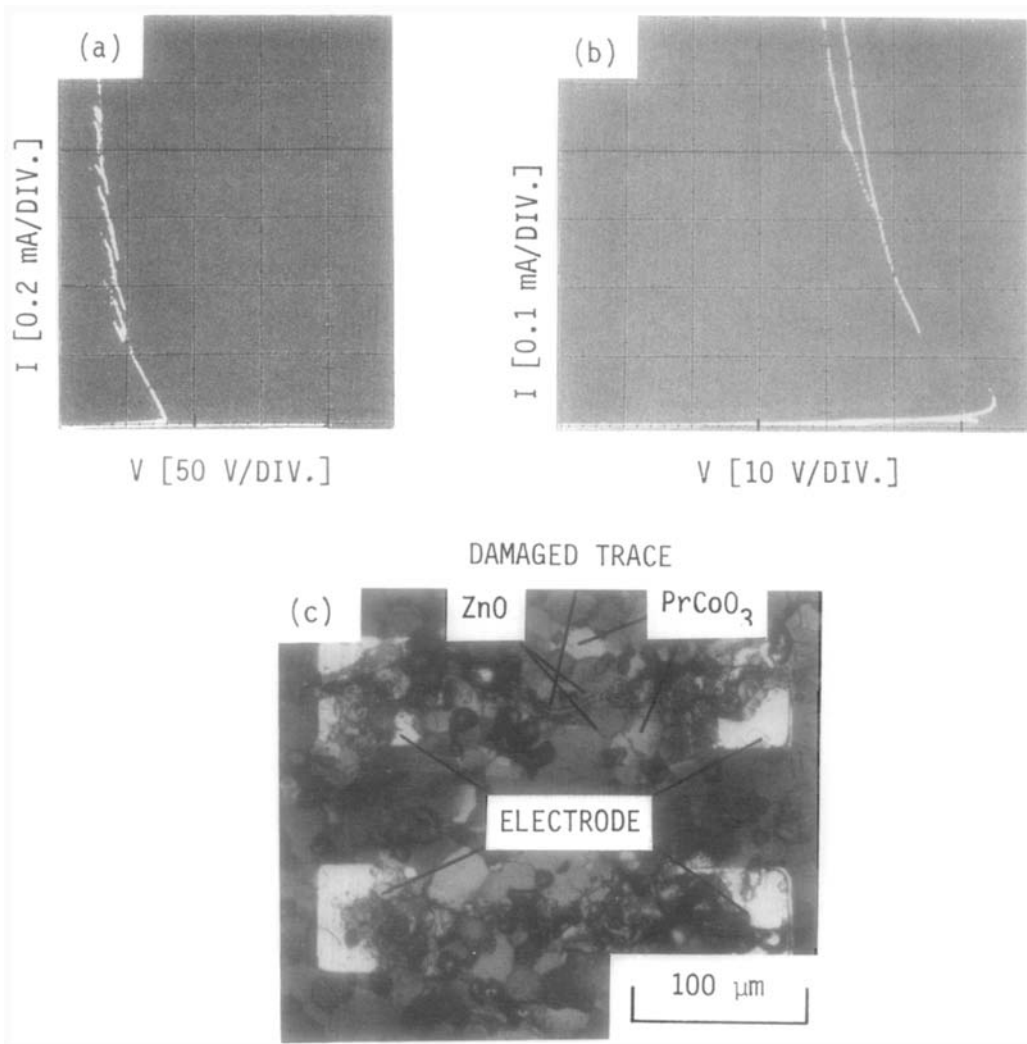 (a)
I [0.2 mA/DIV.]
V [50 V/DIV.]
(b)
I [0.1 mA/DIV.]
V [10 V/DIV.]
DAMAGED TRACE
(c)
ZnO
PrCoO₃
ELECTRODE
100 μm